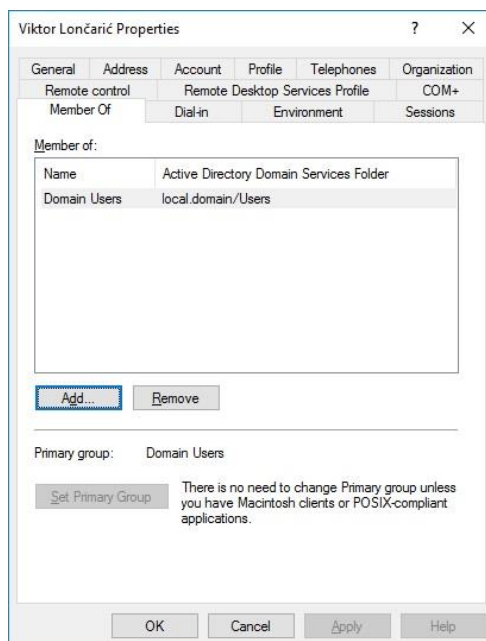 Viktor Lončarić Properties ? ×
General Address Account Profile Telephones Organization
Remote control Remote Desktop Services Profile COM+
Member Of Dial-in Environment Sessions
Member of:
Name Active Directory Domain Services Folder
Domain Users local.domain/Users
Add... Remove
Primary group: Domain Users
Set Primary Group
There is no need to change Primary group unless
you have Macintosh clients or POSIX-compliant
applications.
OK Cancel Apply Help